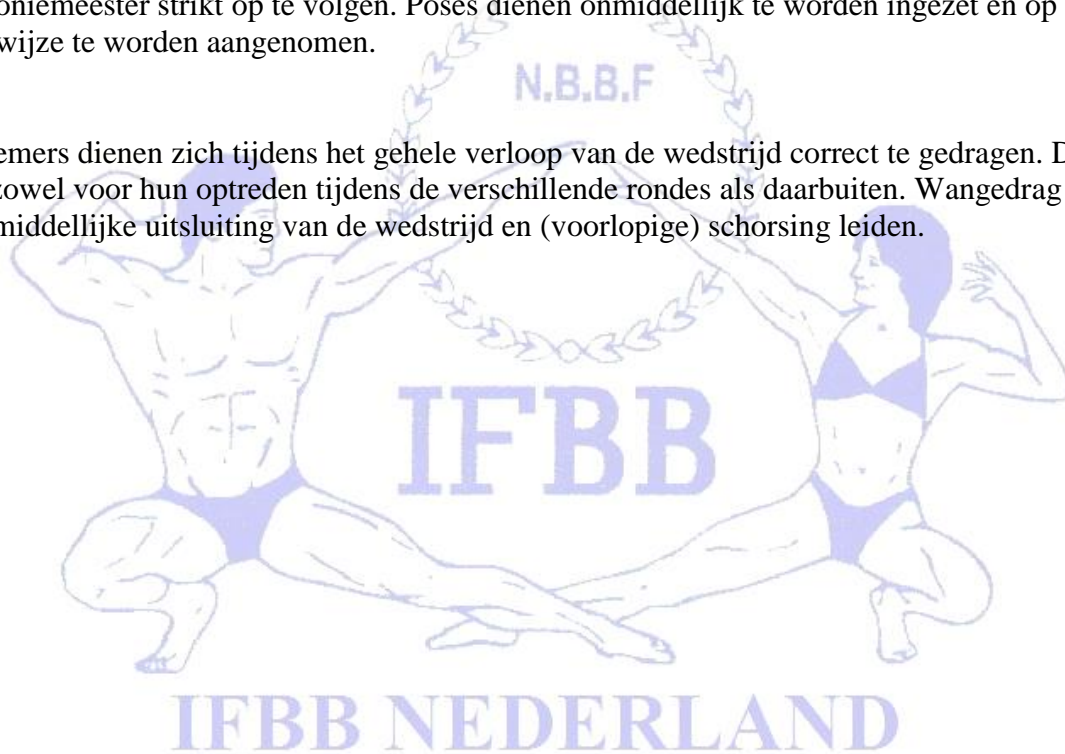 oniemeester strikt op te volgen. Poses dienen onmiddellijk te worden ingezet en op
wijze te worden aangenomen.
N.B.B.F
emers dienen zich tijdens het gehele verloop van de wedstrijd correct te gedragen. D
zowel voor hun optreden tijdens de verschillende rondes als daarbuiten. Wangedrag
middellijke uitsluiting van de wedstrijd en (voorlopige) schorsing leiden.
IFBB
IFBB NEDERLAND